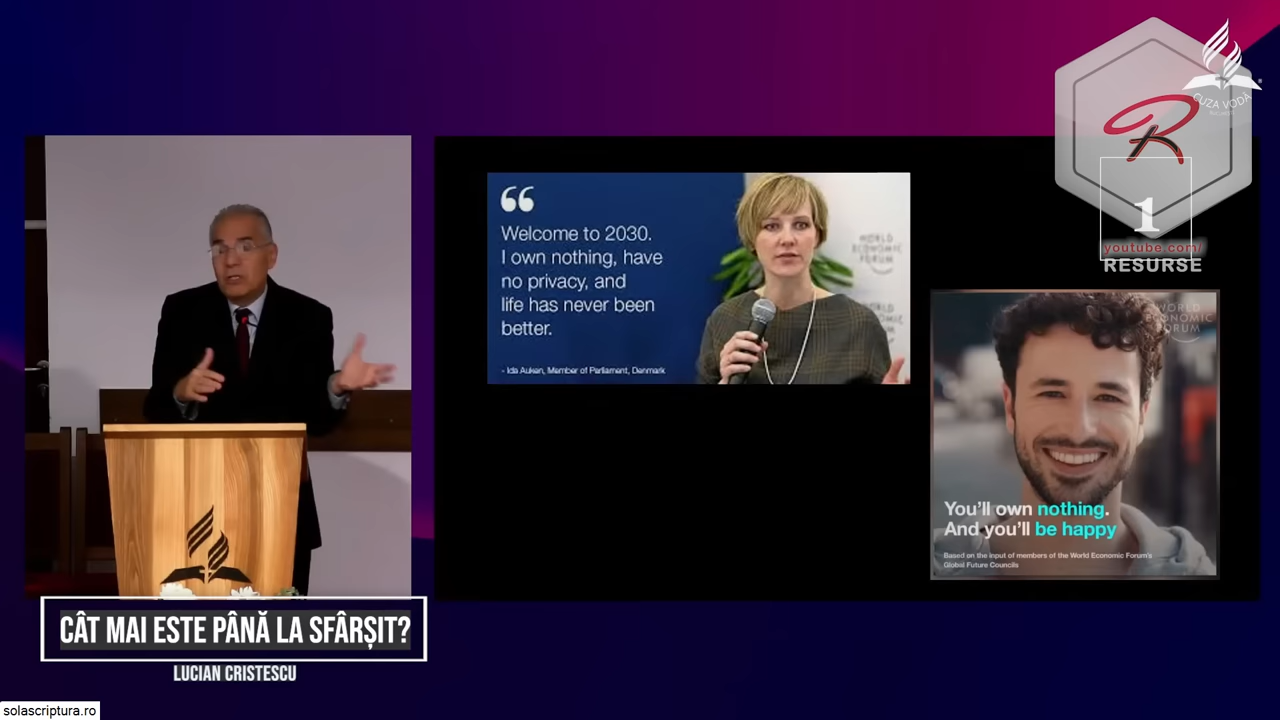 CUZA VODĂ
BUCUREȘTI
R
1
youtube.com/
RESURSE
Welcome to 2030.
I own nothing, have
no privacy, and
life has never been
better.
- Ida Auken, Member of Parliament, Denmark
WORLD
ECONOMIC
FORUM
WORLD
ECONOMIC
FORUM
You'll own nothing.
And you'll be happy
Based on the input of members of the World Economic Forum's
Global Future Councils
CÂT MAI ESTE PÂNĂ LA SFÂRȘIT?
LUCIAN CRISTESCU
solascriptura.ro